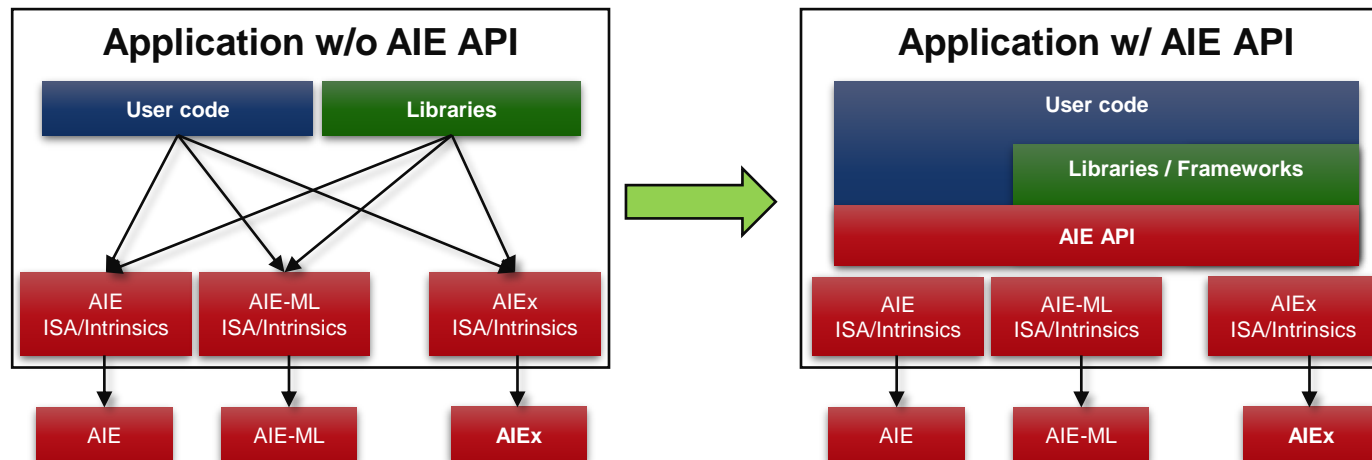 Application w/o AIE API
User code
Libraries
AIE
ISA/Intrinsics
AIE-ML
ISA/Intrinsics
AIEx
ISA/Intrinsics
AIE
AIE-ML
AIEx
Application w/ AIE API
User code
Libraries / Frameworks
AIE API
AIE
ISA/Intrinsics
AIE-ML
ISA/Intrinsics
AIEx
ISA/Intrinsics
AIE
AIE-ML
AIEx